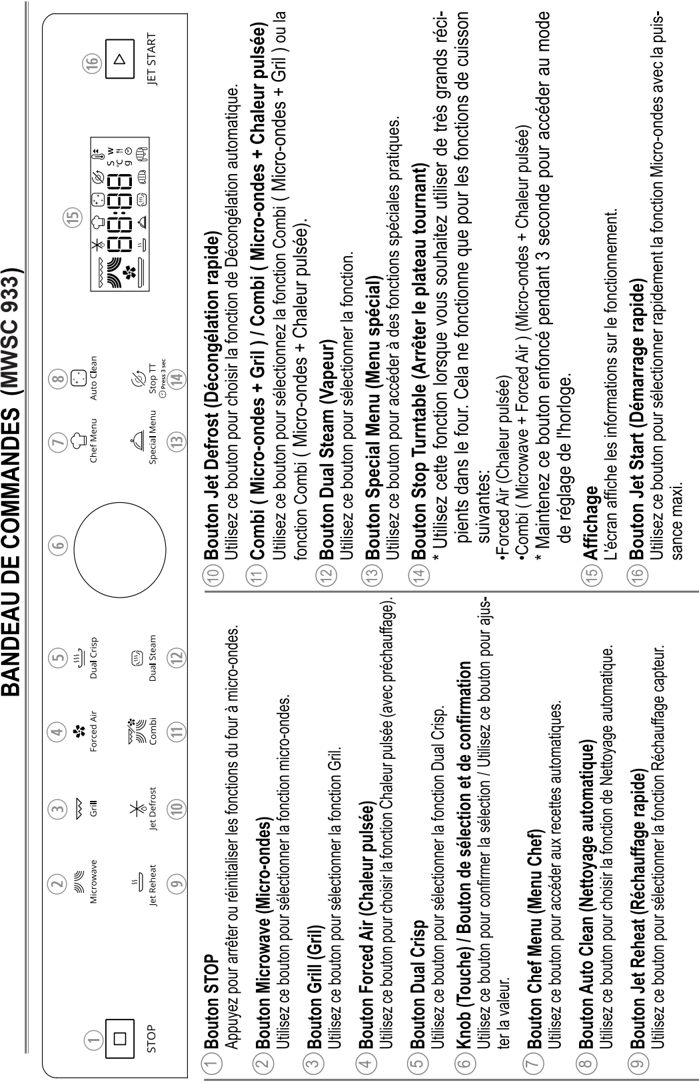 BANDEAU DE COMMANDES (MWSC 933)
1
2
3
4
5
6
7
8
15
16
STOP
Microwave
Grill
Forced Air
Dual Crisp
Chef Menu
Auto Clean
88:88
S W
°C
g
JET START
Jet Reheat
Jet Defrost
Combi
Dual Steam
Special Menu
Stop TT
Press 3 sec
9
10
11
12
13
14
1 Bouton STOP
Appuyez pour arrêter ou réinitialiser les fonctions du four à micro-ondes.
2 Bouton Microwave (Micro-ondes)
Utilisez ce bouton pour sélectionner la fonction micro-ondes.
3 Bouton Grill (Gril)
Utilisez ce bouton pour sélectionner la fonction Gril.
4 Bouton Forced Air (Chaleur pulsée)
Utilisez ce bouton pour choisir la fonction Chaleur pulsée (avec préchauffage).
5 Bouton Dual Crisp
Utilisez ce bouton pour sélectionner la fonction Dual Crisp.
6 Knob (Touche) / Bouton de sélection et de confirmation
Utilisez ce bouton pour confirmer la sélection / Utilisez ce bouton pour ajus-
ter la valeur.
7 Bouton Chef Menu (Menu Chef)
Utilisez ce bouton pour accéder aux recettes automatiques.
8 Bouton Auto Clean (Nettoyage automatique)
Utilisez ce bouton pour choisir la fonction de Nettoyage automatique.
9 Bouton Jet Reheat (Réchauffage rapide)
Utilisez ce bouton pour sélectionner la fonction Réchauffage capteur.
10 Bouton Jet Defrost (Décongélation rapide)
Utilisez ce bouton pour choisir la fonction de Décongélation automatique.
11 Combi ( Micro-ondes + Gril ) / Combi ( Micro-ondes + Chaleur pulsée)
Utilisez ce bouton pour sélectionnez la fonction Combi ( Micro-ondes + Gril ) ou la
fonction Combi ( Micro-ondes + Chaleur pulsée).
12 Bouton Dual Steam (Vapeur)
Utilisez ce bouton pour sélectionner la fonction.
13 Bouton Special Menu (Menu spécial)
Utilisez ce bouton pour accéder à des fonctions spéciales pratiques.
14 Bouton Stop Turntable (Arrêter le plateau tournant)
* Utilisez cette fonction lorsque vous souhaitez utiliser de très grands réci-
pients dans le four. Cela ne fonctionne que pour les fonctions de cuisson
suivantes:
•Forced Air (Chaleur pulsée)
•Combi ( Microwave + Forced Air ) (Micro-ondes + Chaleur pulsée)
* Maintenez ce bouton enfoncé pendant 3 seconde pour accéder au mode
de réglage de l'horloge.
15 Affichage
L'écran affiche les informations sur le fonctionnement.
16 Bouton Jet Start (Démarrage rapide)
Utilisez ce bouton pour sélectionner rapidement la fonction Micro-ondes avec la puis-
sance maxi.